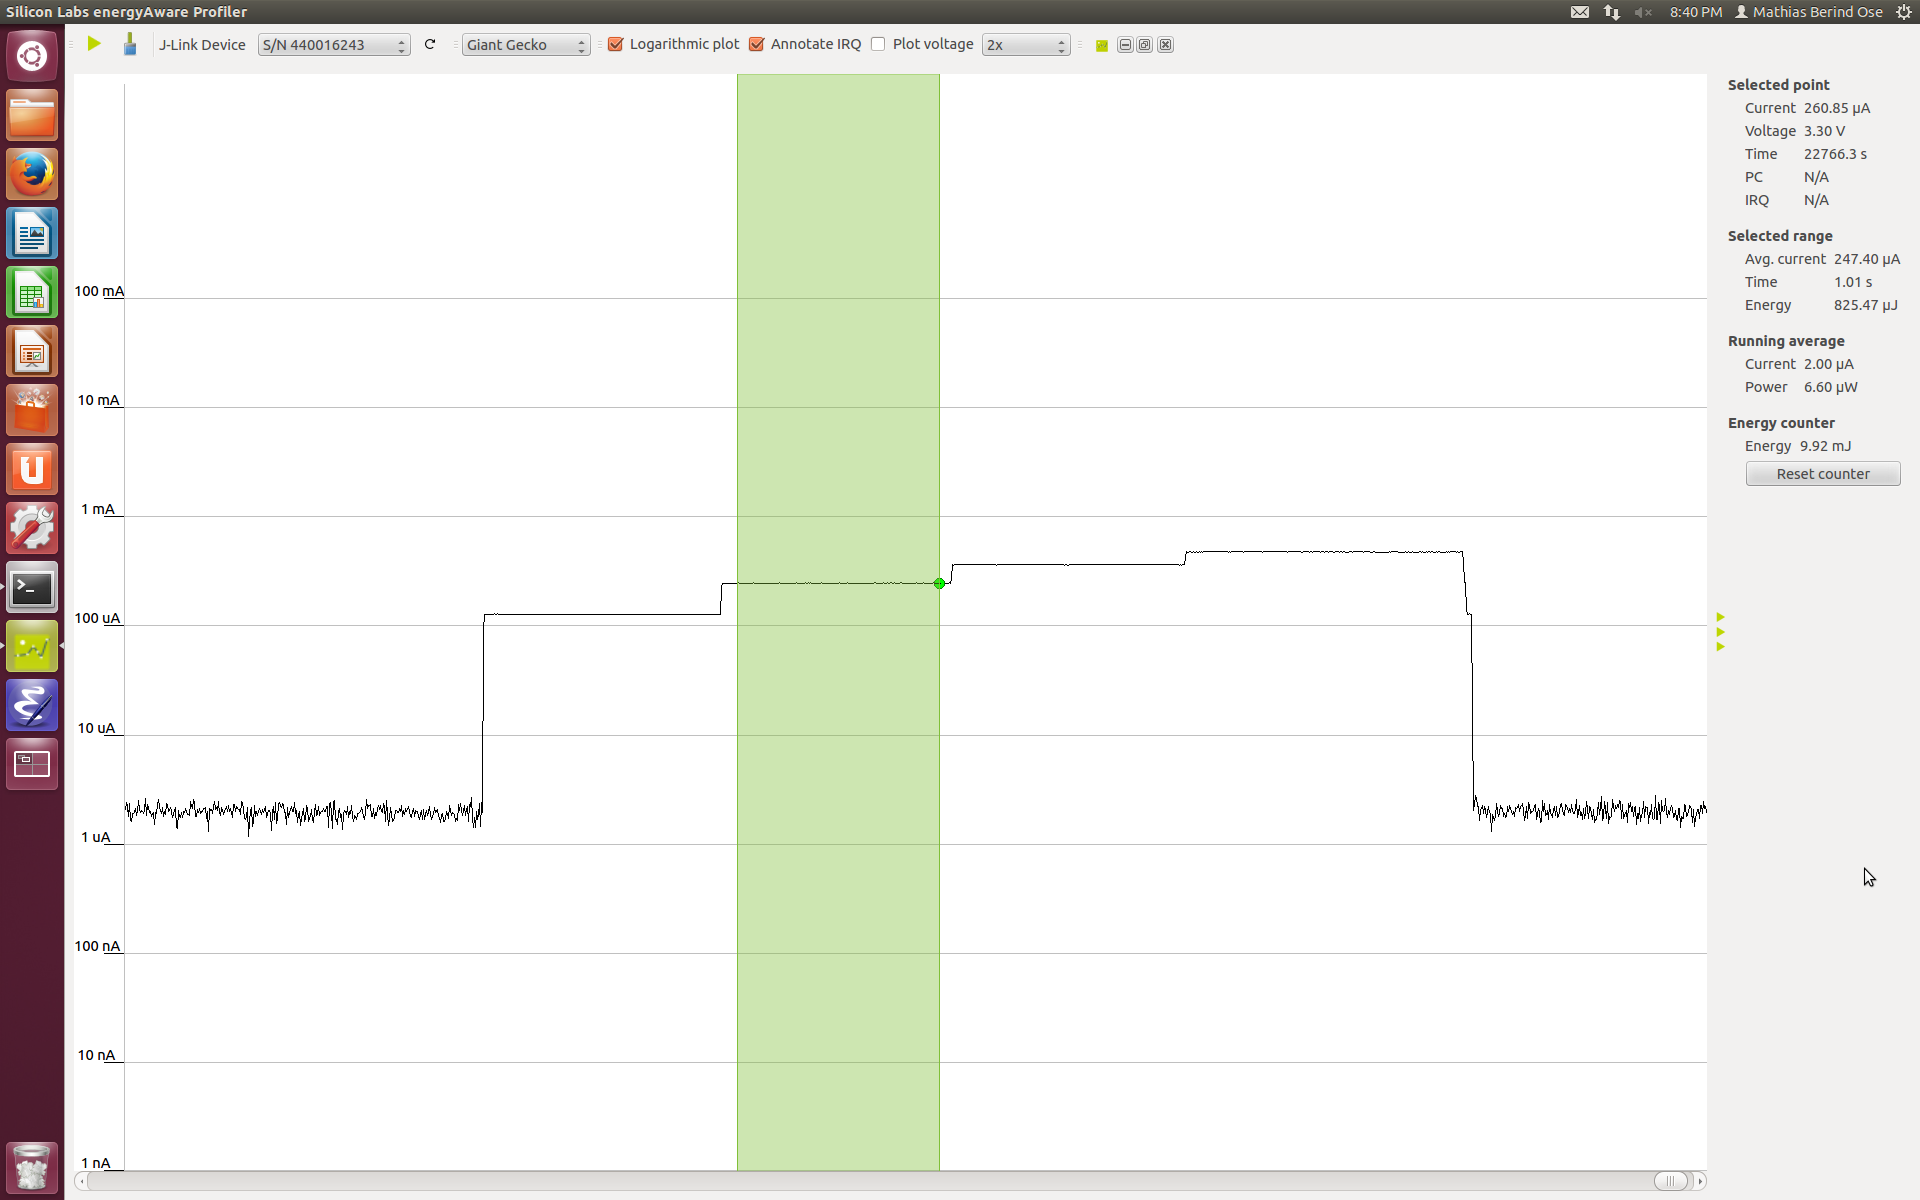 Silicon Labs energyAware Profiler
8:40 PM Mathias Berind Ose
J-Link Device S/N 440016243 Giant Gecko Logarithmic plot Annotate IRQ Plot voltage 2x
100 mA
10 mA
1 mA
100 uA
10 uA
1 uA
100 nA
10 nA
1 nA
Selected point
Current 260.85 µA
Voltage 3.30 V
Time 22766.3 s
PC N/A
IRQ N/A
Selected range
Avg. current 247.40 µA
Time 1.01 s
Energy 825.47 µJ
Running average
Current 2.00 µA
Power 6.60 µW
Energy counter
Energy 9.92 mJ
Reset counter